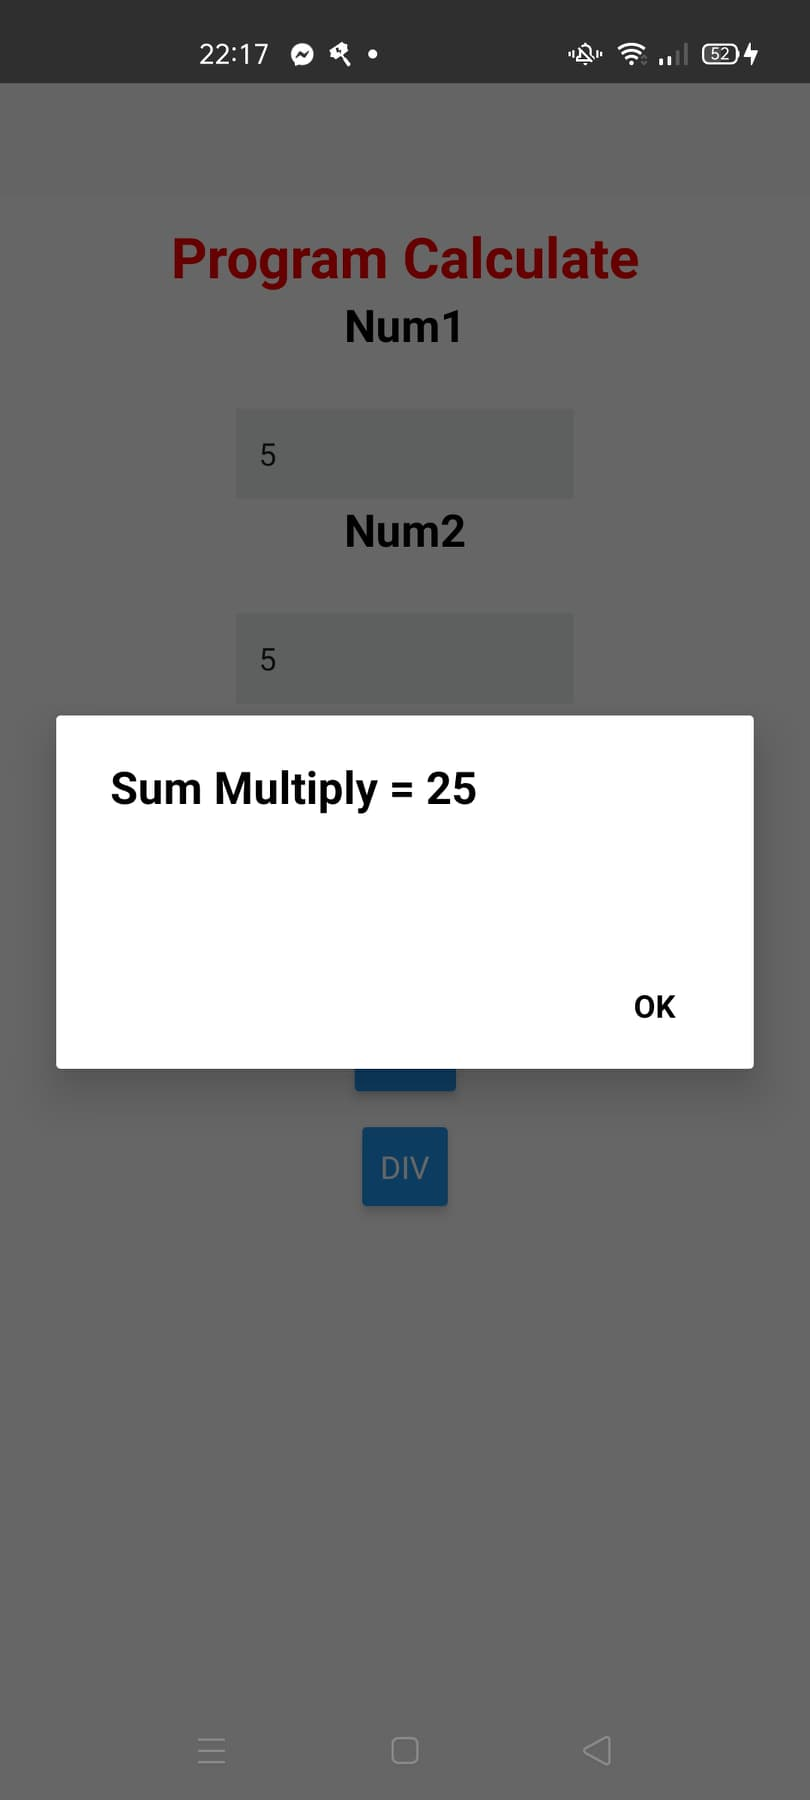 22:17
52
Program Calculate
Num1
5
Num2
5
Sum Multiply = 25
OK
DIV